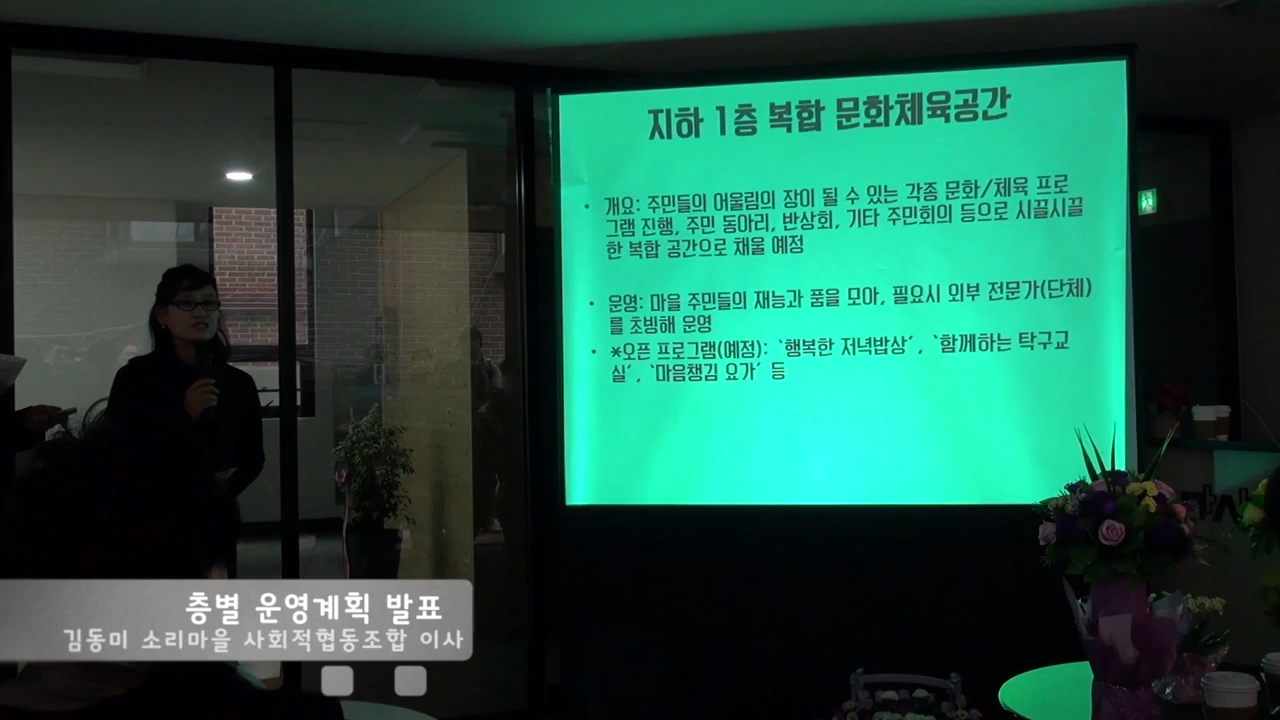 지하 1층 복합 문화체육공간
• 개요: 주민들의 어울림의 장이 될 수 있는 각종 문화/체육 프로
그램 진행, 주민 동아리, 반상회, 기타 주민회의 등으로 시끌시끌
한 복합 공간으로 채울 예정
• 운영: 마을 주민들의 재능과 품을 모아, 필요시 외부 전문가(단체)
를 초빙해 운영
• *오픈 프로그램(예정): '행복한 저녁밥상', '함께하는 탁구교
실', '마음챙김 요가' 등
층별 운영계획 발표
김동미 소리마을 사회적협동조합 이사